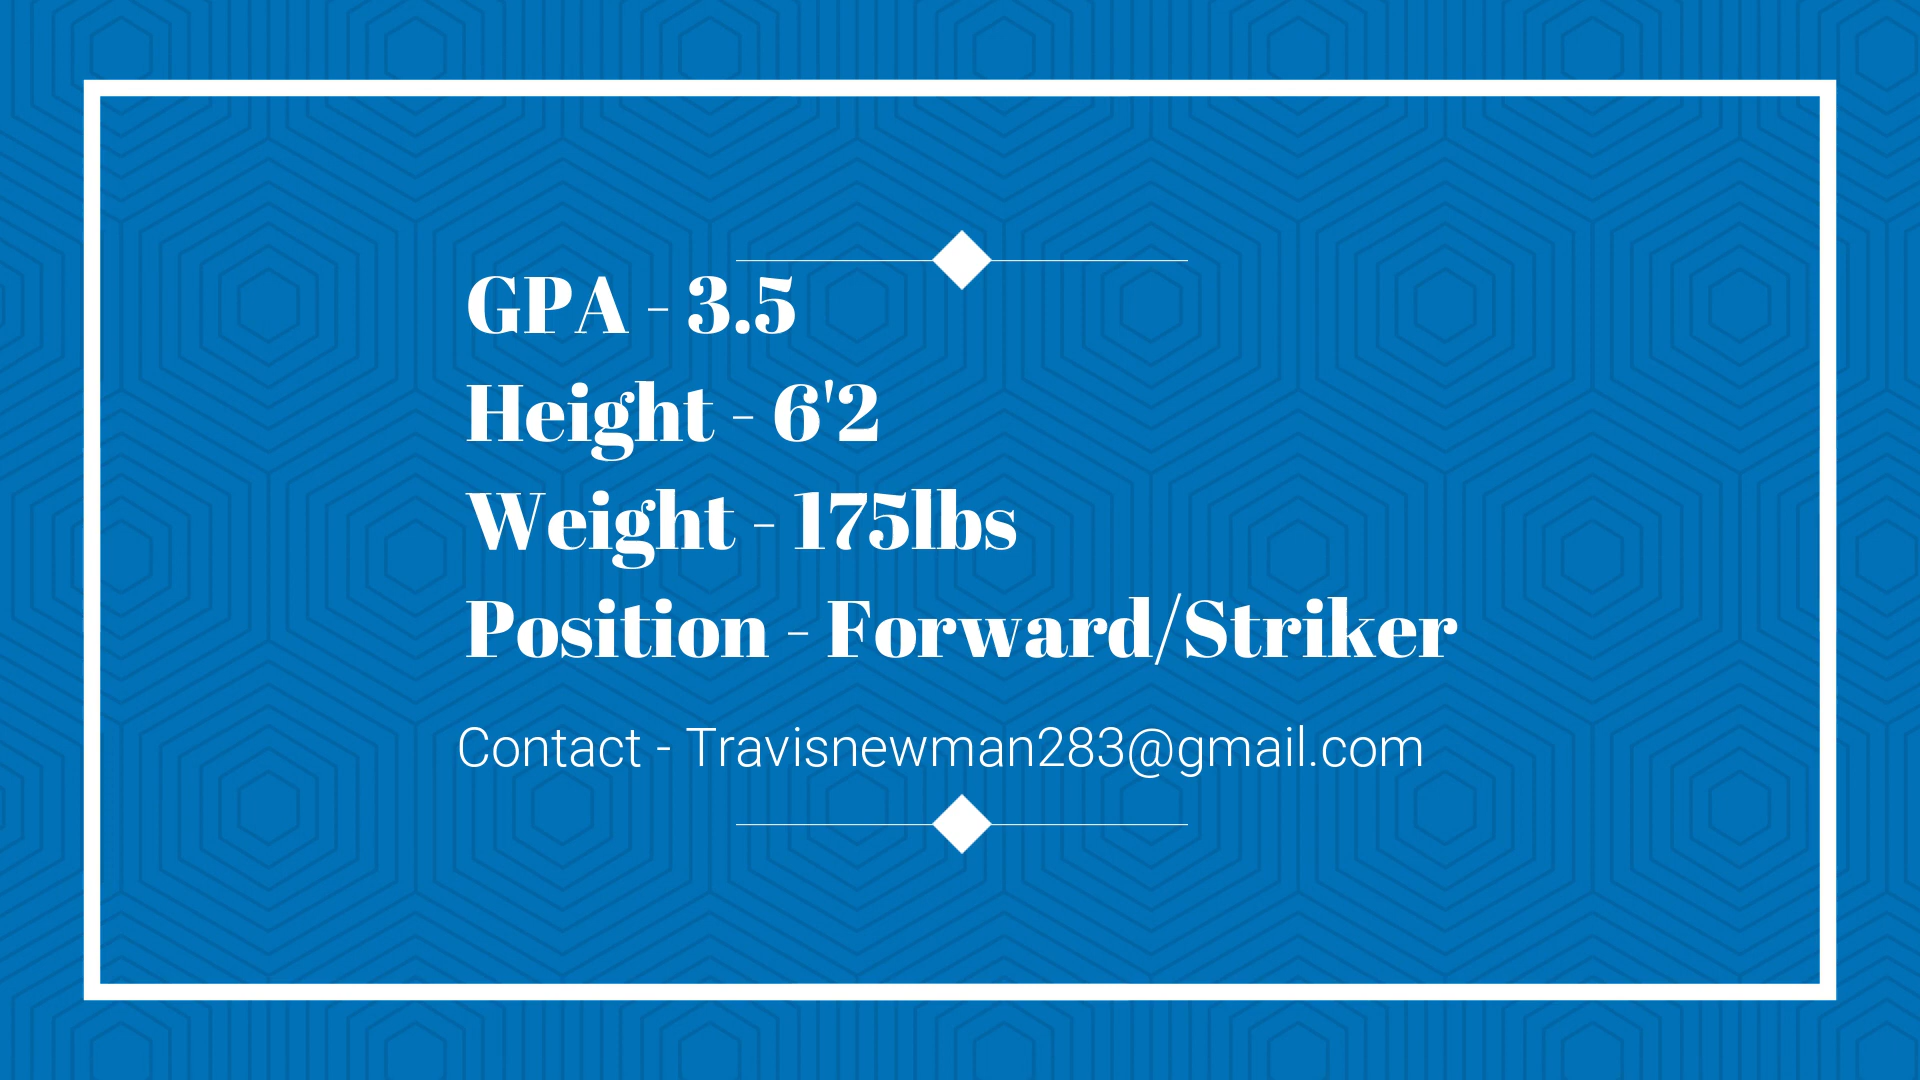 GPA - 3.5
Height - 6'2
Weight - 175lbs
Position - Forward/Striker
Contact - Travisnewman283@gmail.com